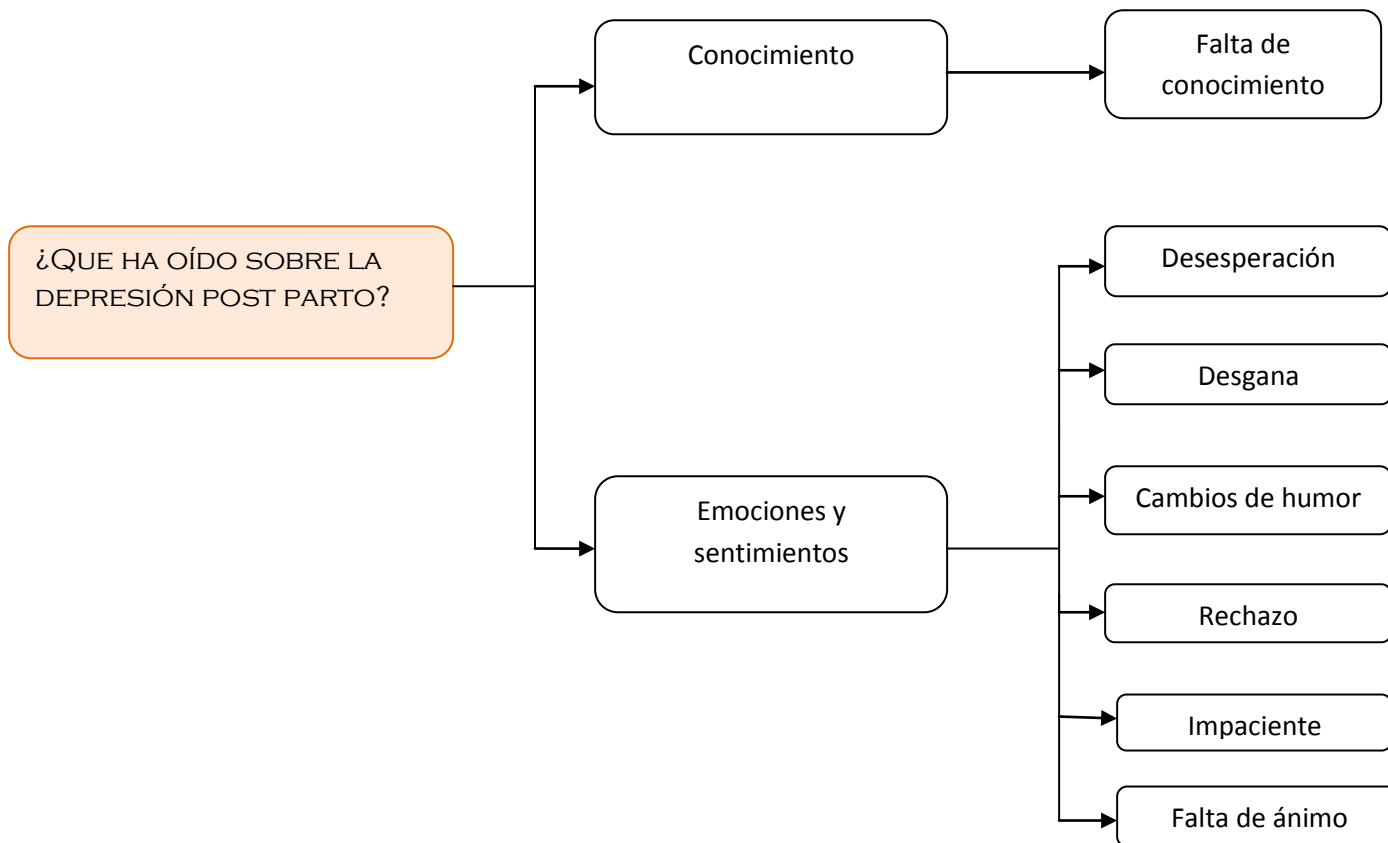 Conocimiento
Falta de
conocimiento
¿QUE HA OÍDO SOBRE LA
DEPRESIÓN POST PARTO?
Desesperación
Desgana
Emociones y
sentimientos
Cambios de humor
Rechazo
Impaciente
Falta de ánimo